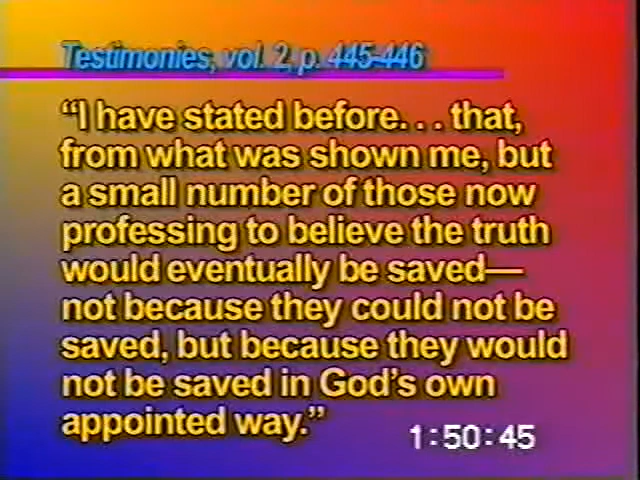 Testimonies, vol. 2, p. 445-446
“I have stated before. . . that,
from what was shown me, but
a small number of those now
professing to believe the truth
would eventually be saved—
not because they could not be
saved, but because they would
not be saved in God’s own
appointed way.”
1:50:45